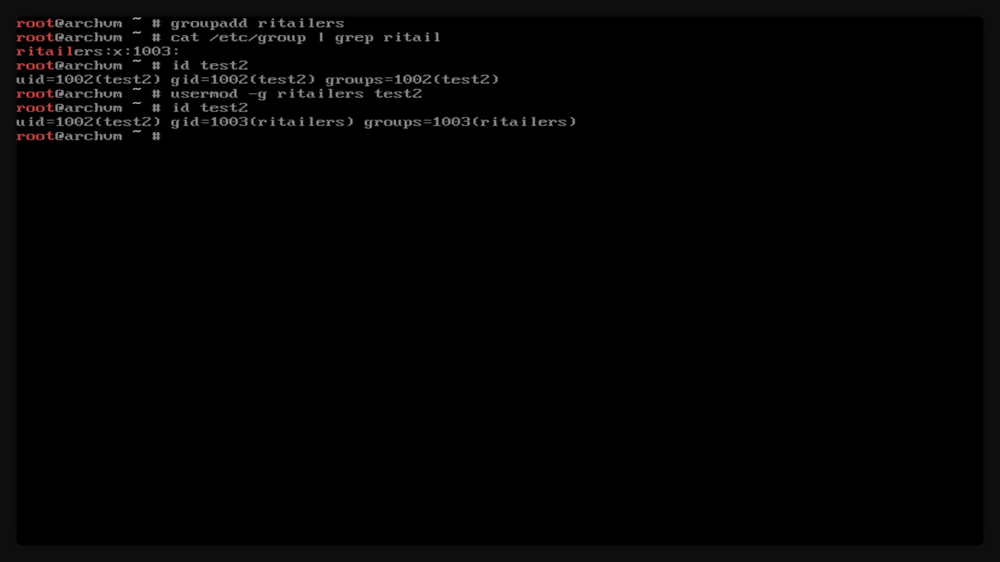 root@archvm ~ # groupadd ritailers
root@archvm ~ # cat /etc/group | grep ritail
ritailers:x:1003:
root@archvm ~ # id test2
uid=1002(test2) gid=1002(test2) groups=1002(test2)
root@archvm ~ # usermod -g ritailers test2
root@archvm ~ # id test2
uid=1002(test2) gid=1003(ritailers) groups=1003(ritailers)
root@archvm ~ #